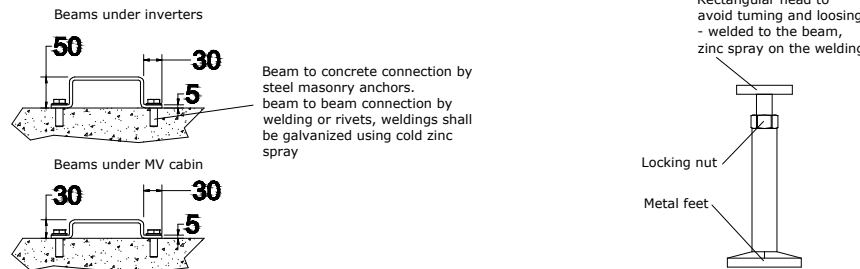 Beams under inverters
50
30
5
Beam to concrete connection by
steel masonry anchors.
beam to beam connection by
welding or rivets, weldings shall
be galvanized using cold zinc
spray
Beams under MV cabin
30
30
5
Rectangular head to
avoid tuming and loosing
- welded to the beam,
zinc spray on the welding
Locking nut
Metal feet